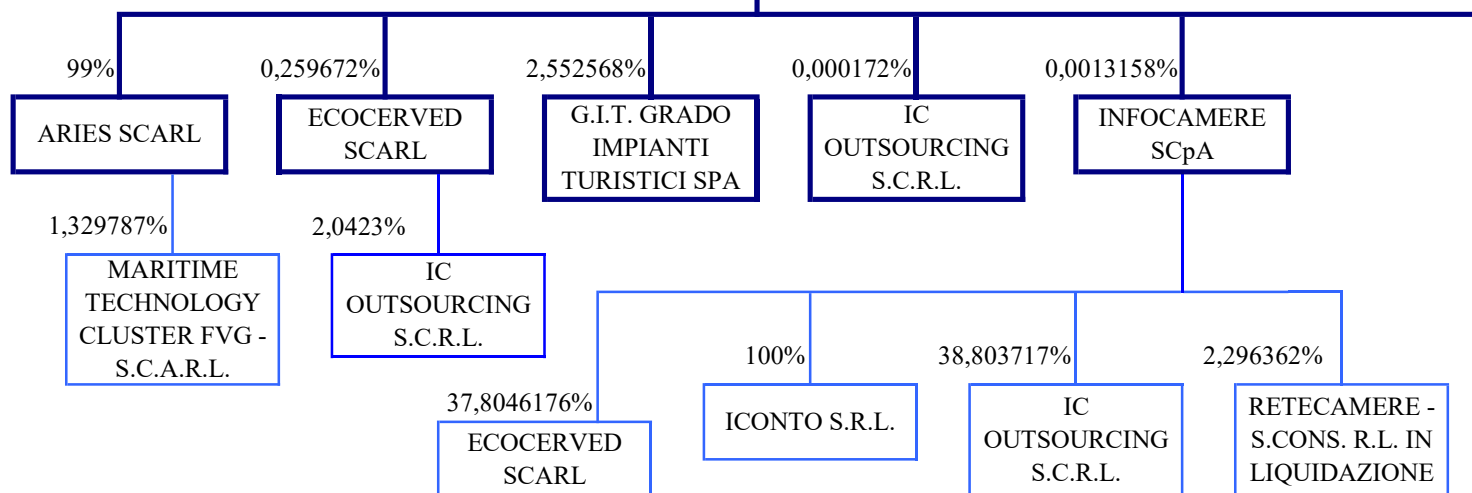 99%
0,259672%
2,552568%
0,000172%
0,0013158%
ARIES SCARL
ECOCERVED
SCARL
G.I.T. GRADO
IMPIANTI
TURISTICI SPA
IC
OUTSOURCING
S.C.R.L.
INFOCAMERE
SCpA
1,329787%
2,0423%
MARITIME
TECHNOLOGY
CLUSTER FVG -
S.C.A.R.L.
IC
OUTSOURCING
S.C.R.L.
37,8046176%
100%
38,803717%
2,296362%
ECOCERVED
SCARL
ICONTO S.R.L.
IC
OUTSOURCING
S.C.R.L.
RETECAMERE -
S.CONS. R.L. IN
LIQUIDAZIONE